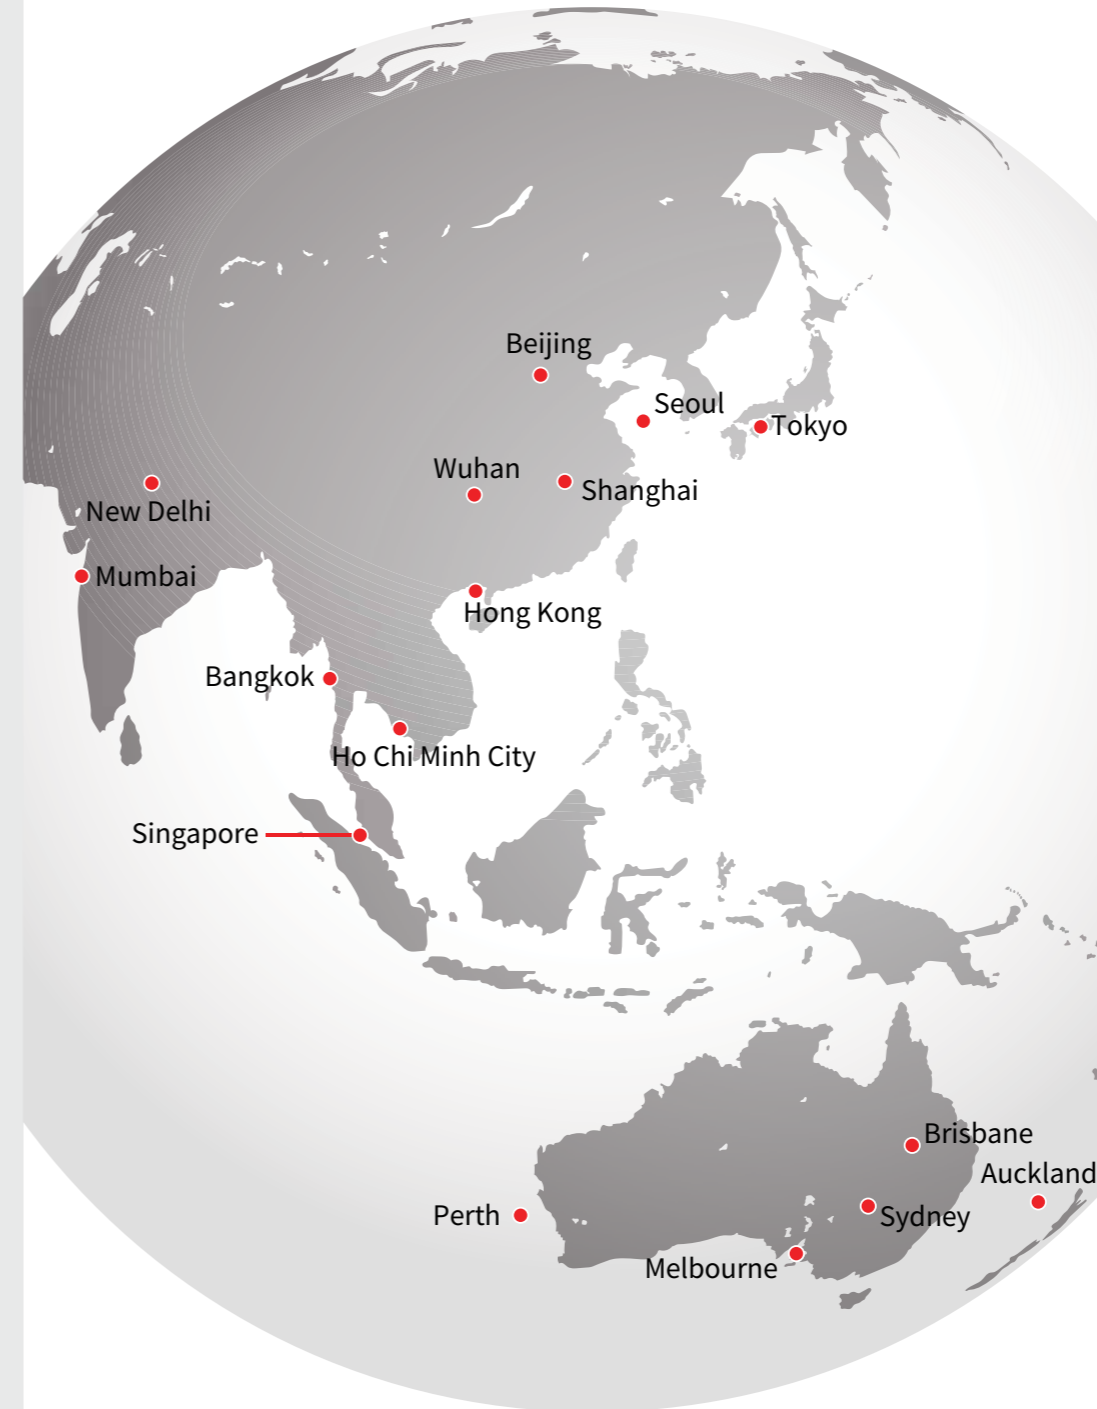 Beijing
Seoul
Tokyo
Wuhan
Shanghai
New Delhi
Mumbai
Hong Kong
Bangkok
Ho Chi Minh City
Singapore
Brisbane
Auckland
Perth
Sydney
Melbourne